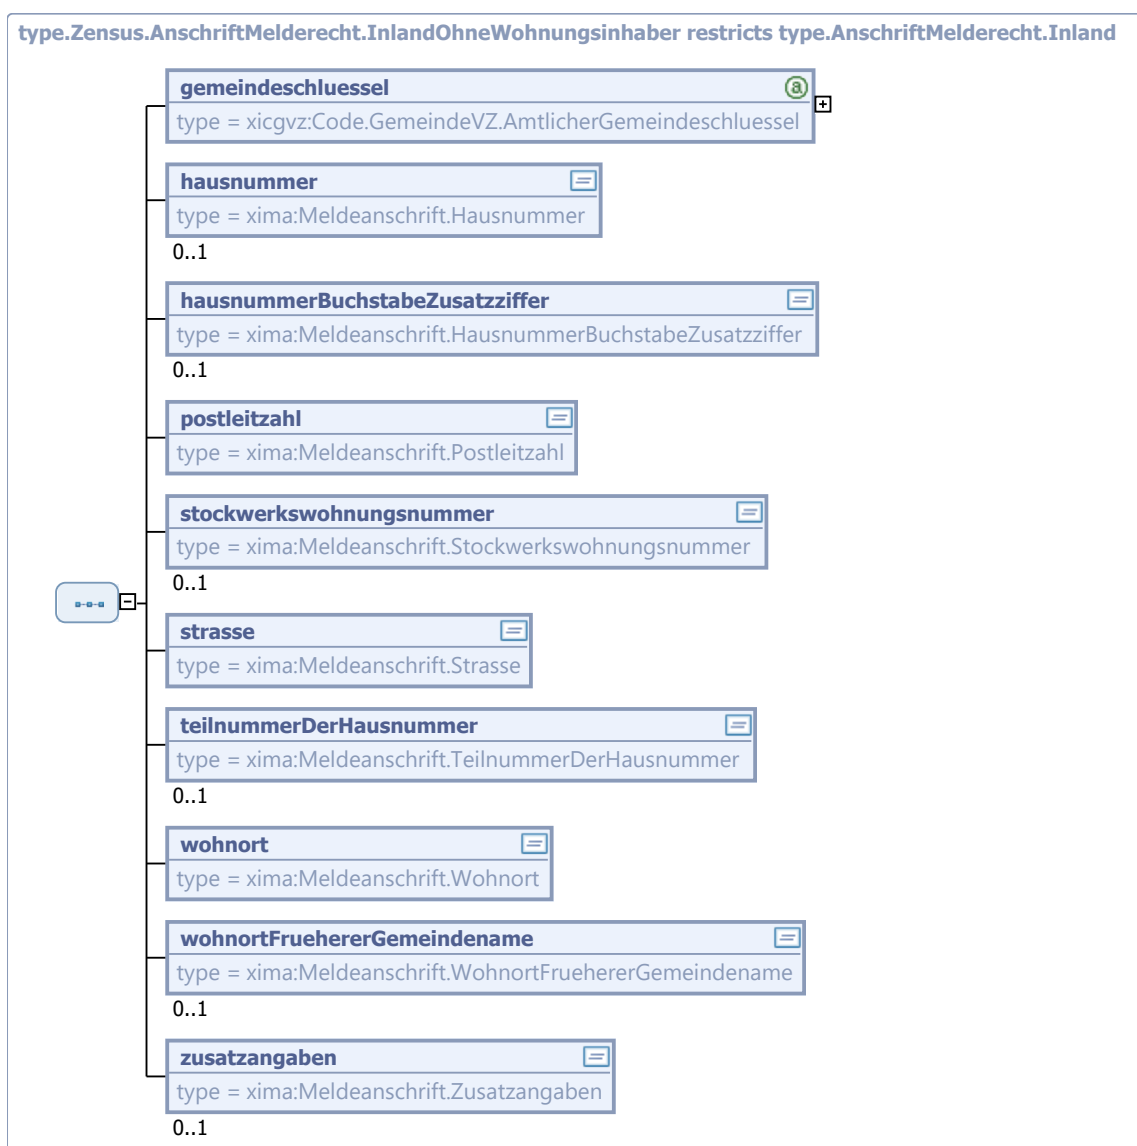 type.Zensus.AnschriftMelderecht.InlandOhneWohnungsinhaber restricts type.AnschriftMelderecht.Inland
gemeindeschluessel
type = xicgvz:Code.GemeindeVZ.AmtlicherGemeindeschluessel
hausnummer
type = xima:Meldeanschrift.Hausnummer
0..1
hausnummerBuchstabeZusatzziffer
type = xima:Meldeanschrift.HausnummerBuchstabeZusatzziffer
0..1
postleitzahl
type = xima:Meldeanschrift.Postleitzahl
stockwerkswohnungsnummer
type = xima:Meldeanschrift.Stockwerkswohnungsnummer
0..1
strasse
type = xima:Meldeanschrift.Strasse
teilnummerDerHausnummer
type = xima:Meldeanschrift.TeilnummerDerHausnummer
0..1
wohnort
type = xima:Meldeanschrift.Wohnort
wohnortFruehererGemeindename
type = xima:Meldeanschrift.WohnortFruehererGemeindename
0..1
zusatzangaben
type = xima:Meldeanschrift.Zusatzangaben
0..1